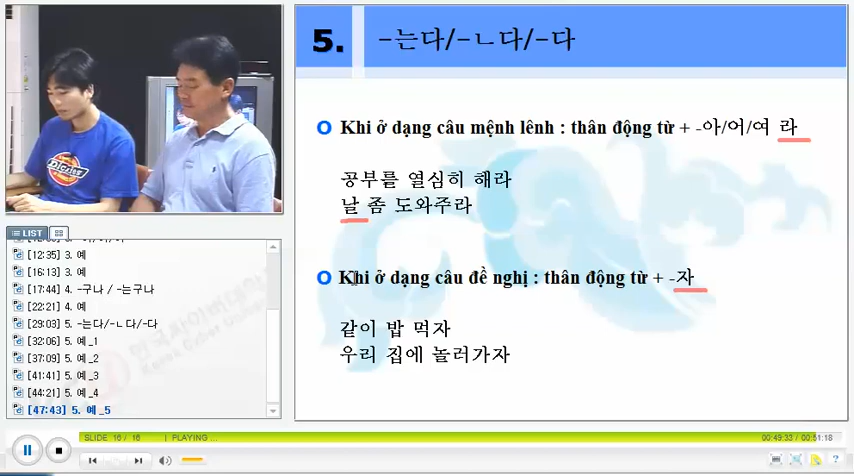 5. -는다/-ㄴ다/-다
Khi ở dạng câu mệnh lênh : thân động từ + -아/어/여 라
공부를 열심히 해라
날 좀 도와주라
Khi ở dạng câu đề nghị : thân động từ + -자
같이 밥 먹자
우리 집에 놀러가자
Dickies
LIST
[12:35] 3. 예
[16:13] 3. 예
[17:44] 4. -구나 / -는구나
[22:21] 4. 예
[29:03] 5. -는다/-ㄴ다/-다
[32:06] 5. 예_1
[37:09] 5. 예_2
[41:41] 5. 예_3
[44:21] 5. 예_4
[47:43] 5. 예_5
SLIDE 16 / 16 | PLAYING ...
00:49:33 / 00:51:18